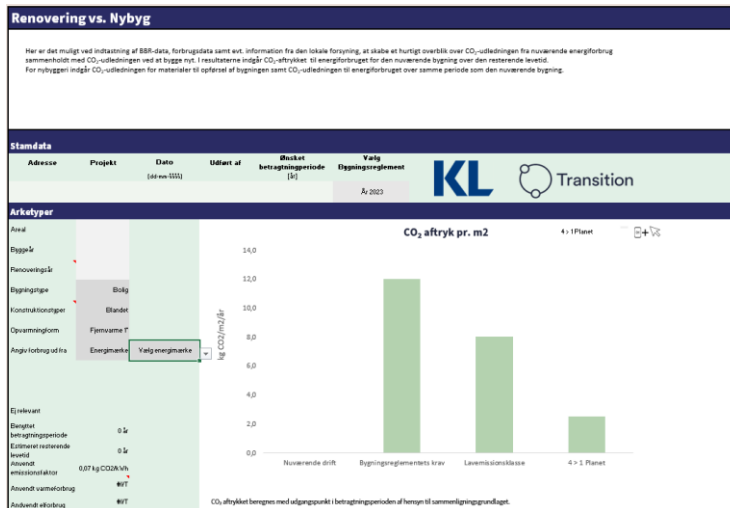 Renovering vs. Nybyg
Her er det muligt ved indtastning af BBR-data, forbrugsdata samt evt. information fra den lokale forsyning, at skabe et hurtigt overblik over CO₂-udledningen fra nuværende energiforbrug
sammenholdt med CO₂-udledningen ved at bygge nyt. I resultaterne indgår CO₂-aftrykket til energiforbruget for den nuværende bygning over den resterende levetid.
For nybyggeri indgår CO₂-udledningen for materialer til opførsel af bygningen samt CO₂-udledningen til energiforbruget over samme periode som den nuværende bygning.
Stamdata
Adresse Projekt Dato Udført af Ønsket betragtningperiode Vælg Bygningsreglement
[dd-mm-åååå] [år]
År 2023
KL Transition
Arketyper
Areal
Byggeår
Renoveringsår
Bygningstype Bolig
Konstruktionstyper Blandet
Opvarmningform Fjernvarme 1*
Angiv forbrug ud fra Energimærke Vælg energimærke
Ej relevant
Benyttet betragtningsperiode 0 år
Estimeret resterende levetid 0 år
Anvendt emissionsfaktor 0,07 kg CO2/kWh
Anvendt varmeforbrug #I/T
Andvendt elforbrug #I/T
CO₂ aftryk pr. m2
4 > 1 Planet
kg CO2/m2/år
14,0
12,0
10,0
8,0
6,0
4,0
2,0
0,0
Nuværende drift Bygningsreglementets krav Lavemissionsklasse 4 > 1 Planet
CO₂ aftrykket beregnes med udgangspunkt i betragtningsperioden af hensyn til sammenligningsgrundlaget.